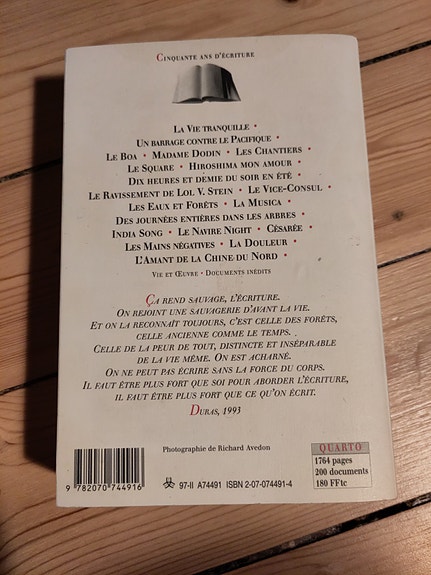 CINQUANTE ANS D'ÉCRITURE
LA VIE TRANQUILLE •
UN BARRAGE CONTRE LE PACIFIQUE •
LE BOA • MADAME DODIN • LES CHANTIERS •
LE SQUARE • HIROSHIMA MON AMOUR •
DIX HEURES ET DEMIE DU SOIR EN ÉTÉ •
LE RAVISSEMENT DE LOL V. STEIN • LE VICE-CONSUL •
LES EAUX ET FORÊTS • LA MUSICA •
DES JOURNÉES ENTIÈRES DANS LES ARBRES •
INDIA SONG • LE NAVIRE NIGHT • CÉSARÉE •
LES MAINS NÉGATIVES • LA DOULEUR •
L'AMANT DE LA CHINE DU NORD •
VIE ET ŒUVRE • DOCUMENTS INÉDITS
ÇA REND SAUVAGE, L'ÉCRITURE.
ON REJOINT UNE SAUVAGERIE D'AVANT LA VIE.
ET ON LA RECONNAÎT TOUJOURS, C'EST CELLE DES FORÊTS,
CELLE ANCIENNE COMME LE TEMPS. .
CELLE DE LA PEUR DE TOUT, DISTINCTE ET INSÉPARABLE
DE LA VIE MÊME. ON EST ACHARNÉ.
ON NE PEUT PAS ÉCRIRE SANS LA FORCE DU CORPS.
IL FAUT ÊTRE PLUS FORT QUE SOI POUR ABORDER L'ÉCRITURE,
IL FAUT ÊTRE PLUS FORT QUE CE QU'ON ÉCRIT.
DURAS, 1993
Photographie de Richard Avedon
QUARTO
1764 pages
200 documents
180 FFtc
9 782070 744916
97-II A74491 ISBN 2-07-074491-4